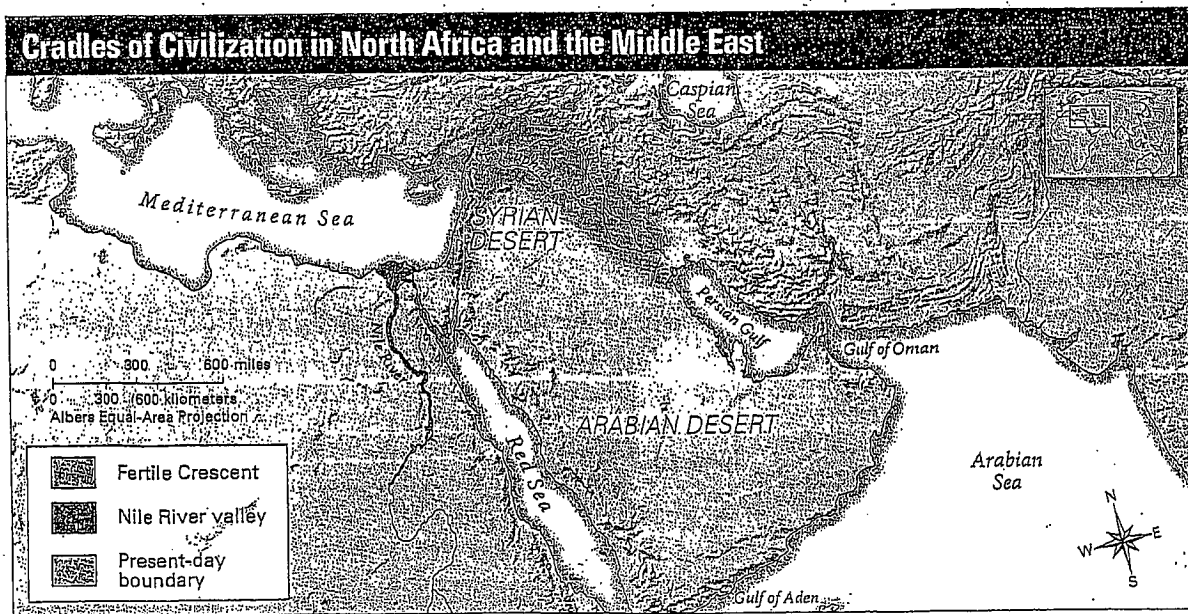 Cradles of Civilization in North Africa and the Middle East
Caspian
Sea
Mediterranean Sea
SYRIAN
DESERT
Persian Gulf
Nile River
Gulf of Oman
0 300 600 miles
0 300 600 kilometers
Albers Equal-Area Projection
ARABIAN DESERT
Red Sea
Arabian
Sea
Fertile Crescent
Nile River valley
Present-day
boundary
Gulf of Aden
N
W E
S